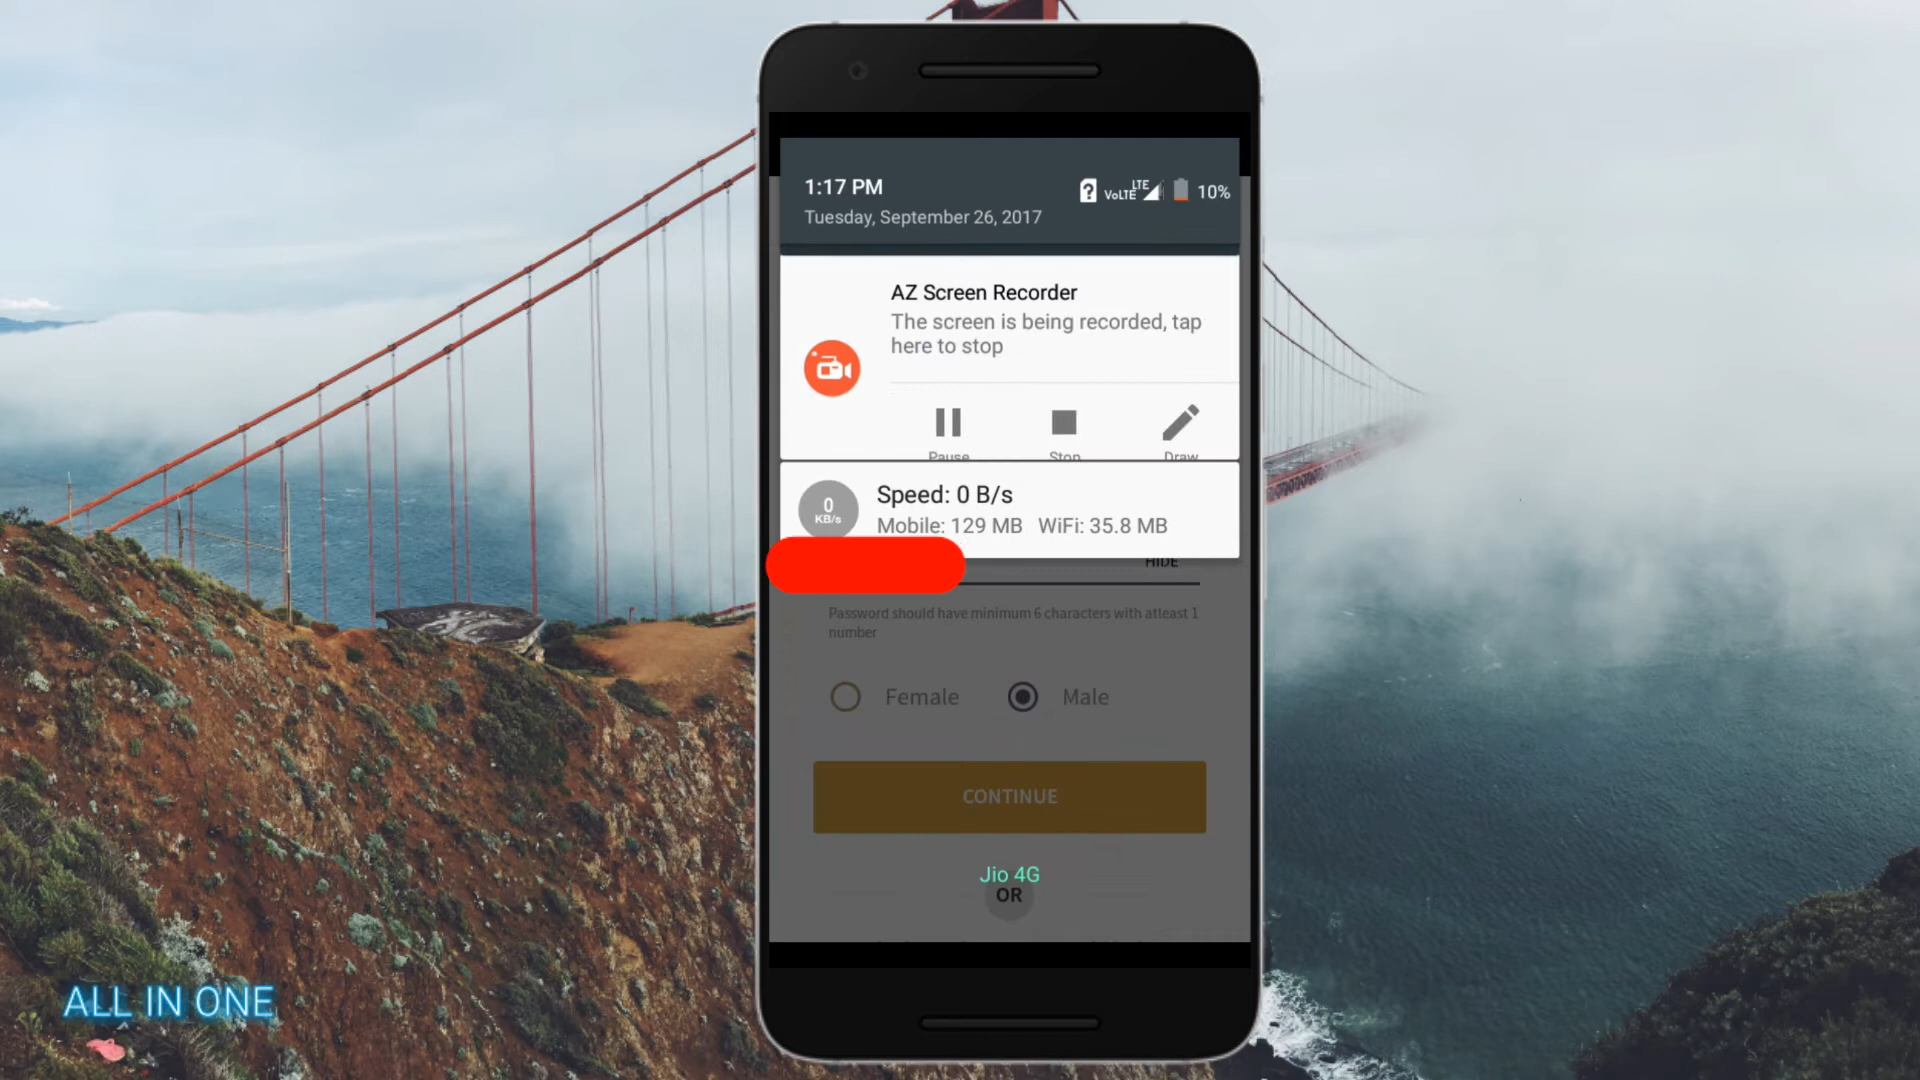 1:17 PM
LTE
VoLTE
10%
Tuesday, September 26, 2017
AZ Screen Recorder
The screen is being recorded, tap
here to stop
Pause
Stop
Draw
0
KB/s
Speed: 0 B/s
Mobile: 129 MB WiFi: 35.8 MB
HIDE
Password should have minimum 6 characters with atleast 1
number
Female
Male
CONTINUE
Jio 4G
OR
ALL IN ONE